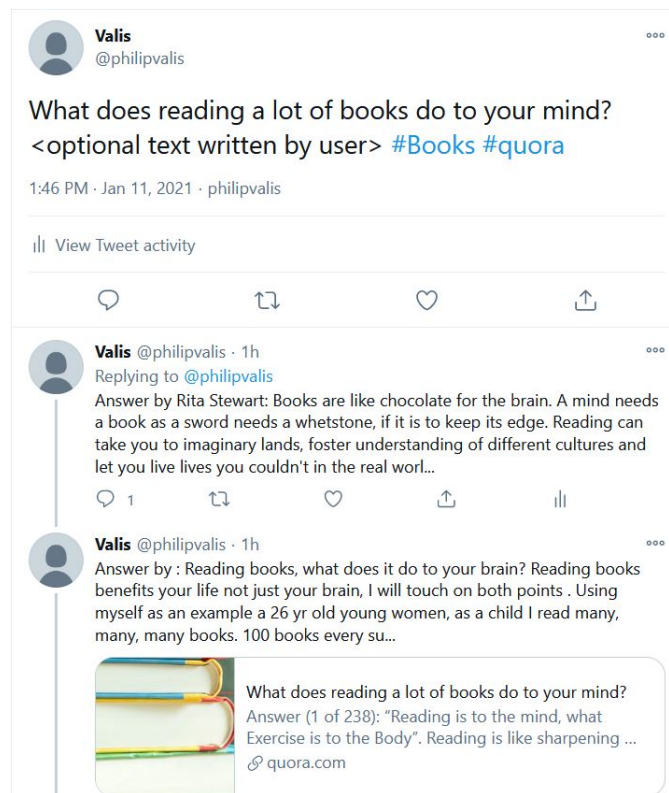 Valis
@philipvalis
What does reading a lot of books do to your mind?
<optional text written by user> #Books #quora
1:46 PM · Jan 11, 2021 · philipvalis
View Tweet activity
Valis @philipvalis · 1h
Replying to @philipvalis
Answer by Rita Stewart: Books are like chocolate for the brain. A mind needs
a book as a sword needs a whetstone, if it is to keep its edge. Reading can
take you to imaginary lands, foster understanding of different cultures and
let you live lives you couldn't in the real worl...
1
Valis @philipvalis · 1h
Answer by : Reading books, what does it do to your brain? Reading books
benefits your life not just your brain, I will touch on both points . Using
myself as an example a 26 yr old young women, as a child I read many,
many, many books. 100 books every su...
What does reading a lot of books do to your mind?
Answer (1 of 238): “Reading is to the mind, what
Exercise is to the Body”. Reading is like sharpening ...
quora.com